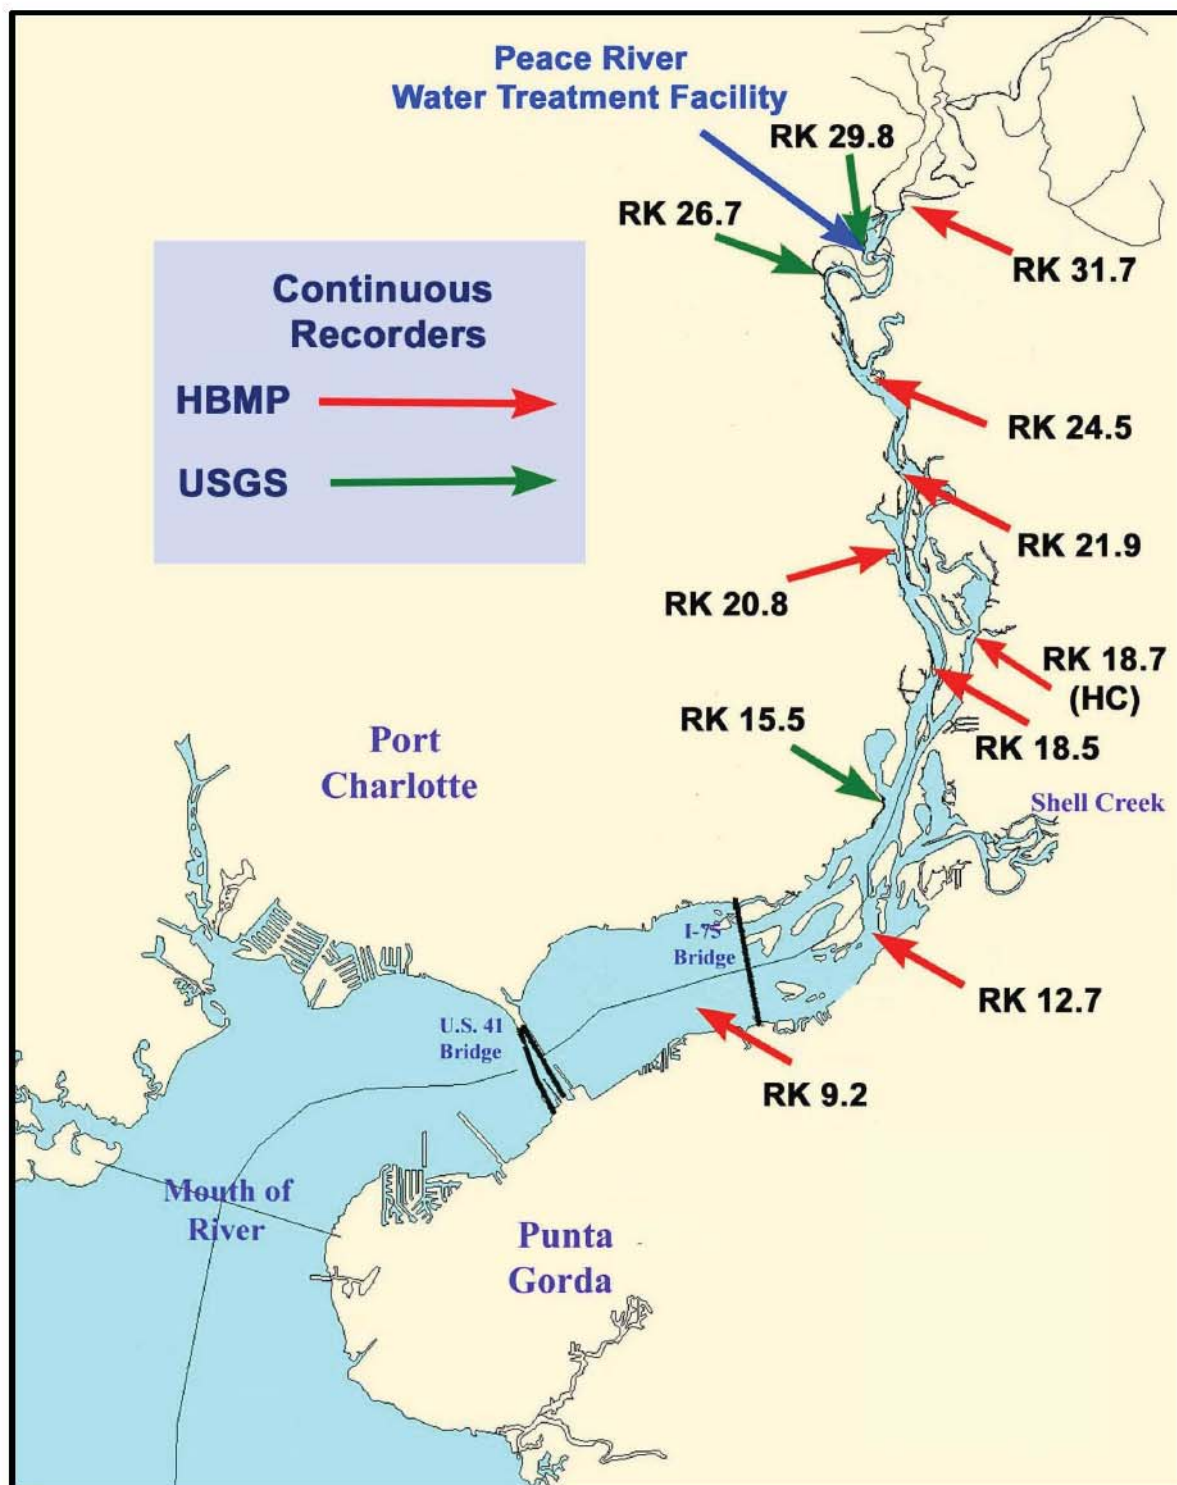 Peace River
Water Treatment Facility
RK 29.8
RK 26.7
RK 31.7
Continuous
Recorders
HBMP
USGS
RK 24.5
RK 21.9
RK 20.8
RK 18.7
(HC)
RK 18.5
RK 15.5
Port
Charlotte
Shell Creek
I-75
Bridge
RK 12.7
U.S. 41
Bridge
RK 9.2
Mouth of
River
Punta
Gorda